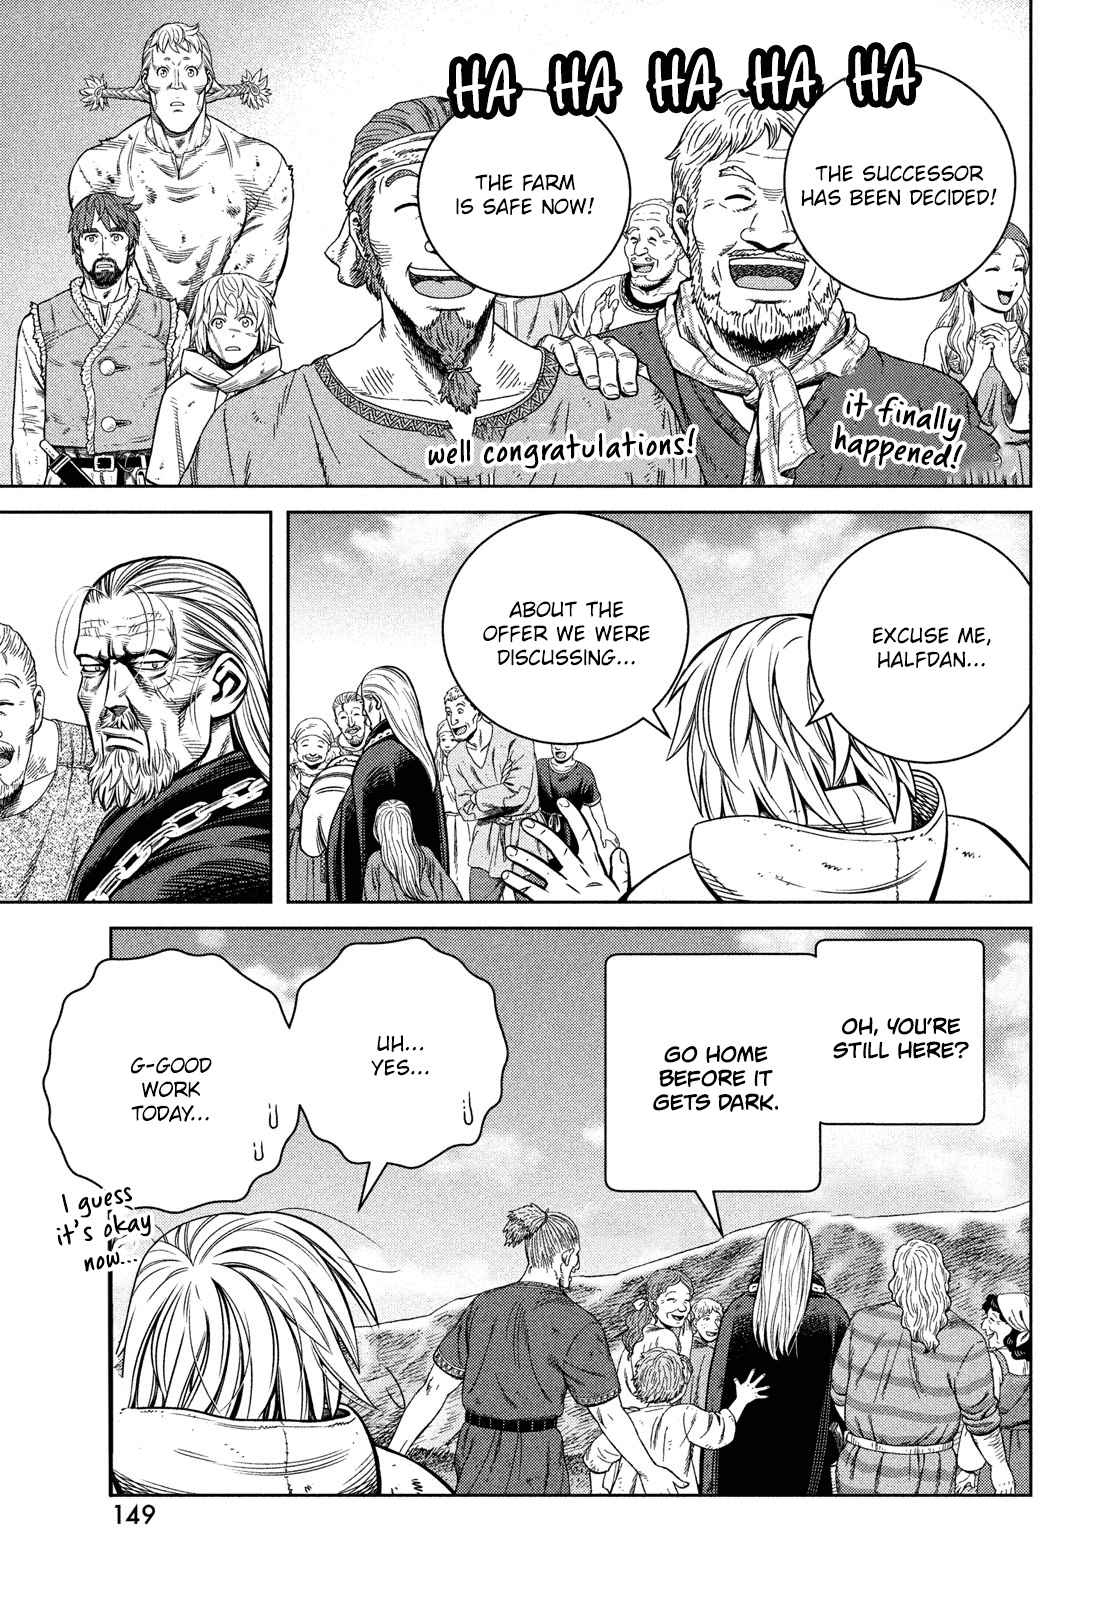 HA HA HA HA HA
THE SUCCESSOR
HAS BEEN DECIDED!
THE FARM
IS SAFE NOW!
it finally
happened!
well congratulations!
EXCUSE ME,
HALFDAN...
ABOUT THE
OFFER WE WERE
DISCUSSING...
OH, YOU'RE
STILL HERE?
GO HOME
BEFORE IT
GETS DARK.
UH...
YES...
G-GOOD
WORK
TODAY...
I guess
it's okay
now...
149